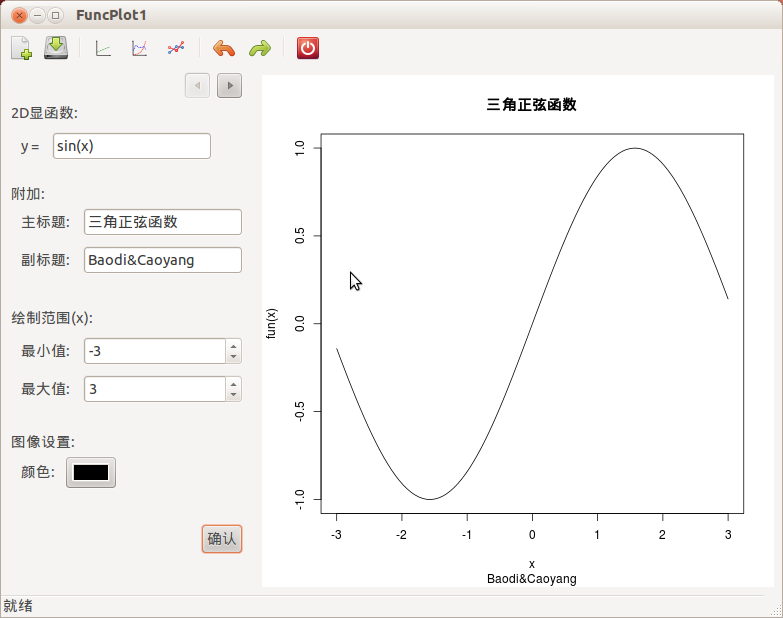 FuncPlot1
2D显函数:
y = sin(x)
附加:
主标题: 三角正弦函数
副标题: Baodi&Caoyang
绘制范围(x):
最小值: -3
最大值: 3
图像设置:
颜色:
确认
就绪
三角正弦函数
1.0
0.5
0.0
-0.5
-1.0
fun(x)
-3 -2 -1 0 1 2 3
x
Baodi&Caoyang